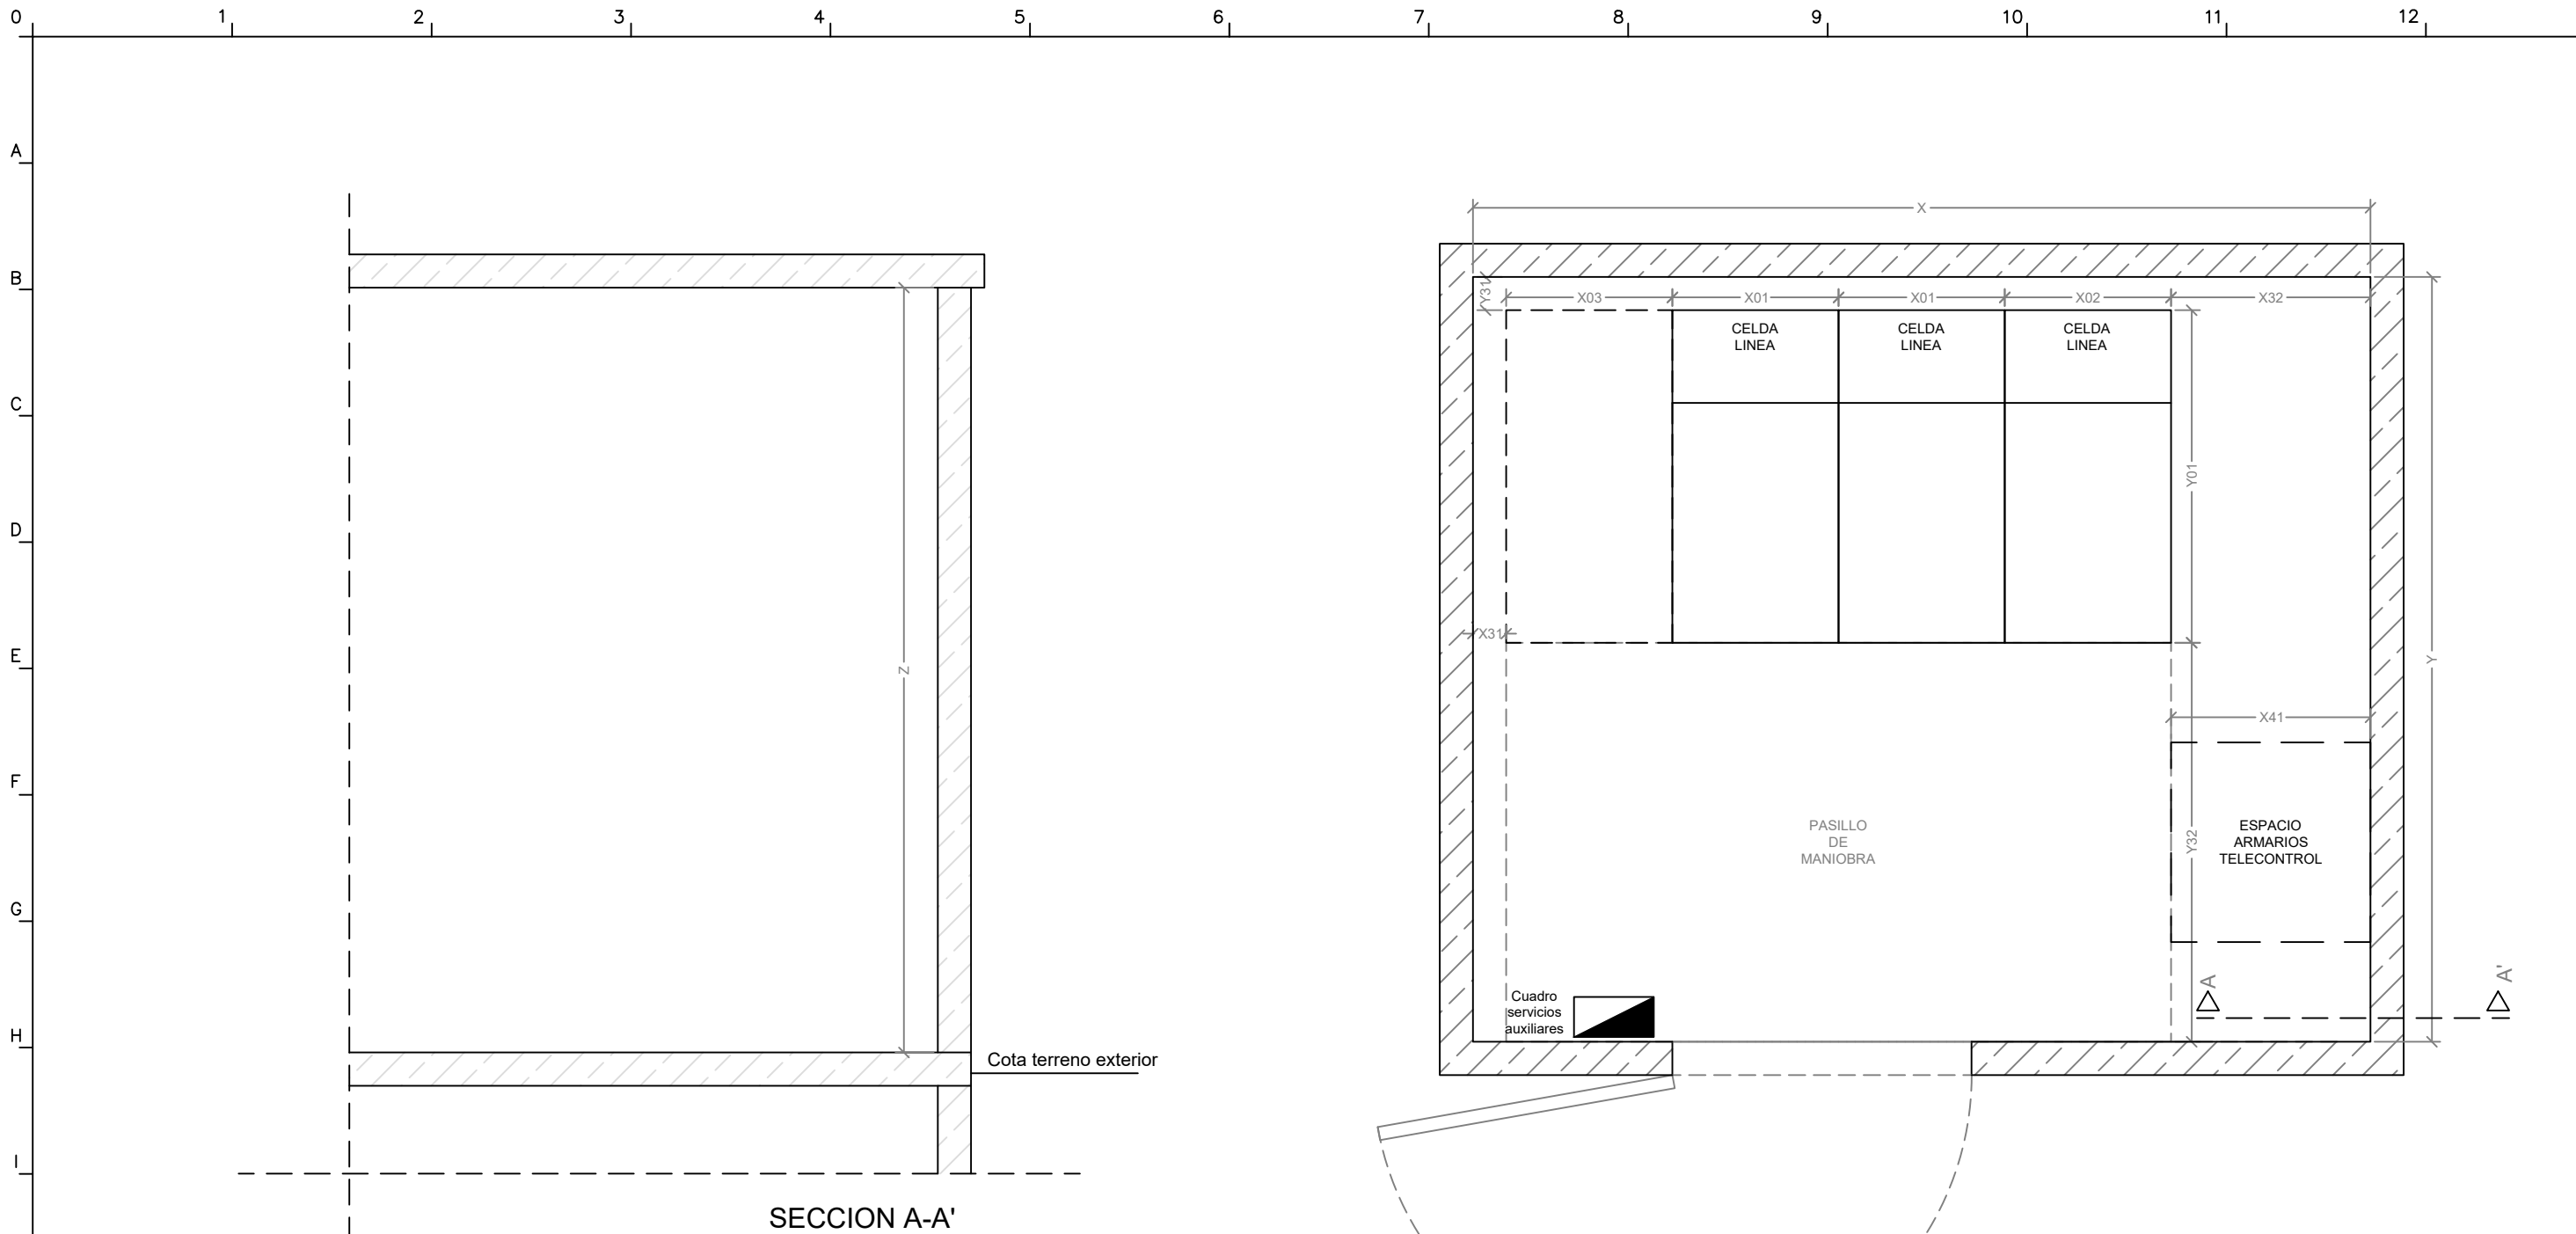 0 1 2 3 4 5 6 7 8 9 10 11 12
A
B
C
D
E
F
G
H
I
Z
Cota terreno exterior
SECCION A-A'
X
Y31
X03 X01 X01 X02 X32
CELDA
LINEA
CELDA
LINEA
CELDA
LINEA
Y01
X31
Y
X41
PASILLO
DE
MANIOBRA
Y32
ESPACIO
ARMARIOS
TELECONTROL
A A'
Cuadro
servicios
auxiliares